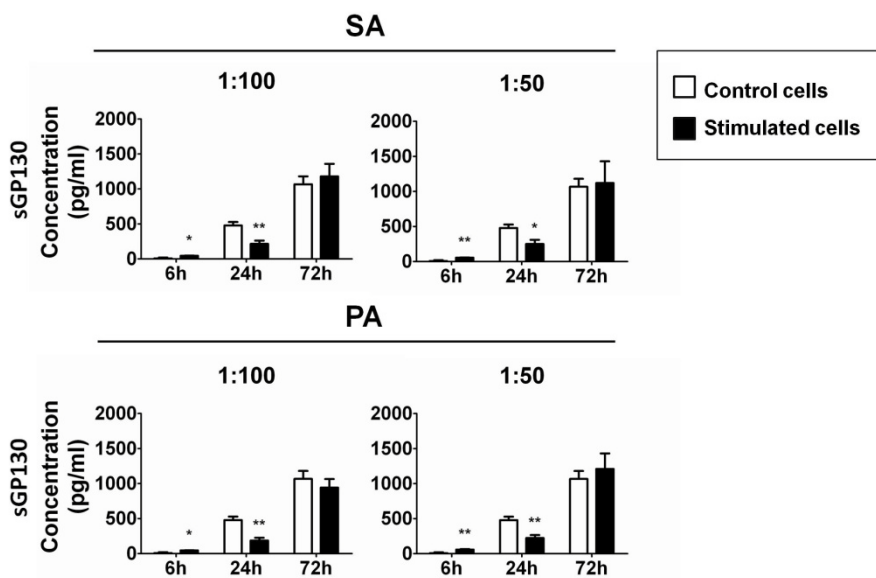 SA
1:100
1:50
Control cells
Stimulated cells
sGP130
Concentration
(pg/ml)
2000
1500
1000
500
0
*
**
6h
24h
72h
2000
1500
1000
500
0
**
*
6h
24h
72h
PA
1:100
1:50
sGP130
Concentration
(pg/ml)
2000
1500
1000
500
0
*
**
6h
24h
72h
2000
1500
1000
500
0
**
**
6h
24h
72h